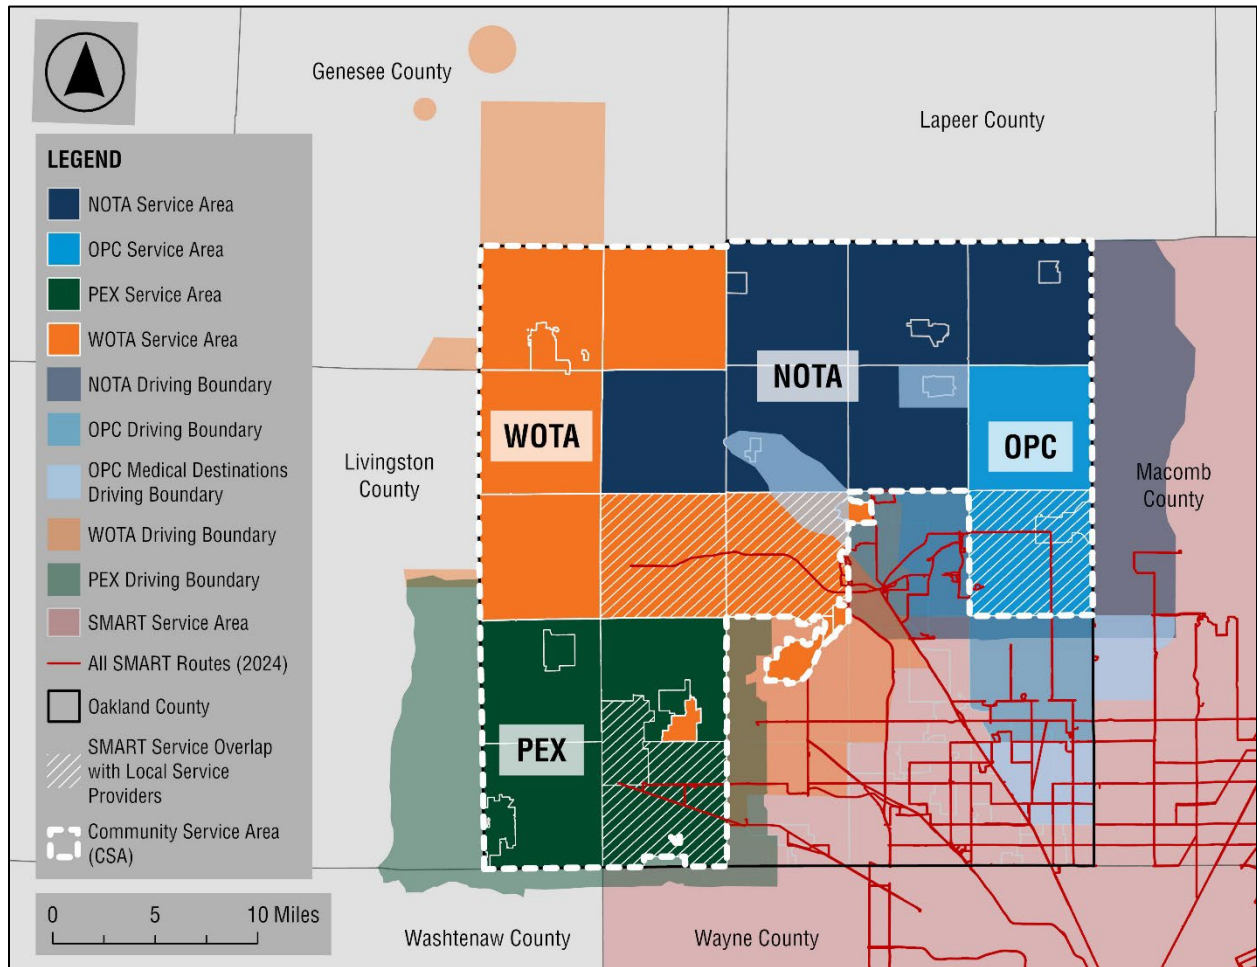 Genesee County
Lapeer County
LEGEND
NOTA Service Area
OPC Service Area
PEX Service Area
WOTA Service Area
NOTA Driving Boundary
OPC Driving Boundary
OPC Medical Destinations
Driving Boundary
WOTA Driving Boundary
PEX Driving Boundary
SMART Service Area
All SMART Routes (2024)
Oakland County
SMART Service Overlap
with Local Service
Providers
Community Service Area
(CSA)
0 5 10 Miles
NOTA
WOTA
OPC
Livingston
County
Macomb
County
PEX
Washtenaw County
Wayne County